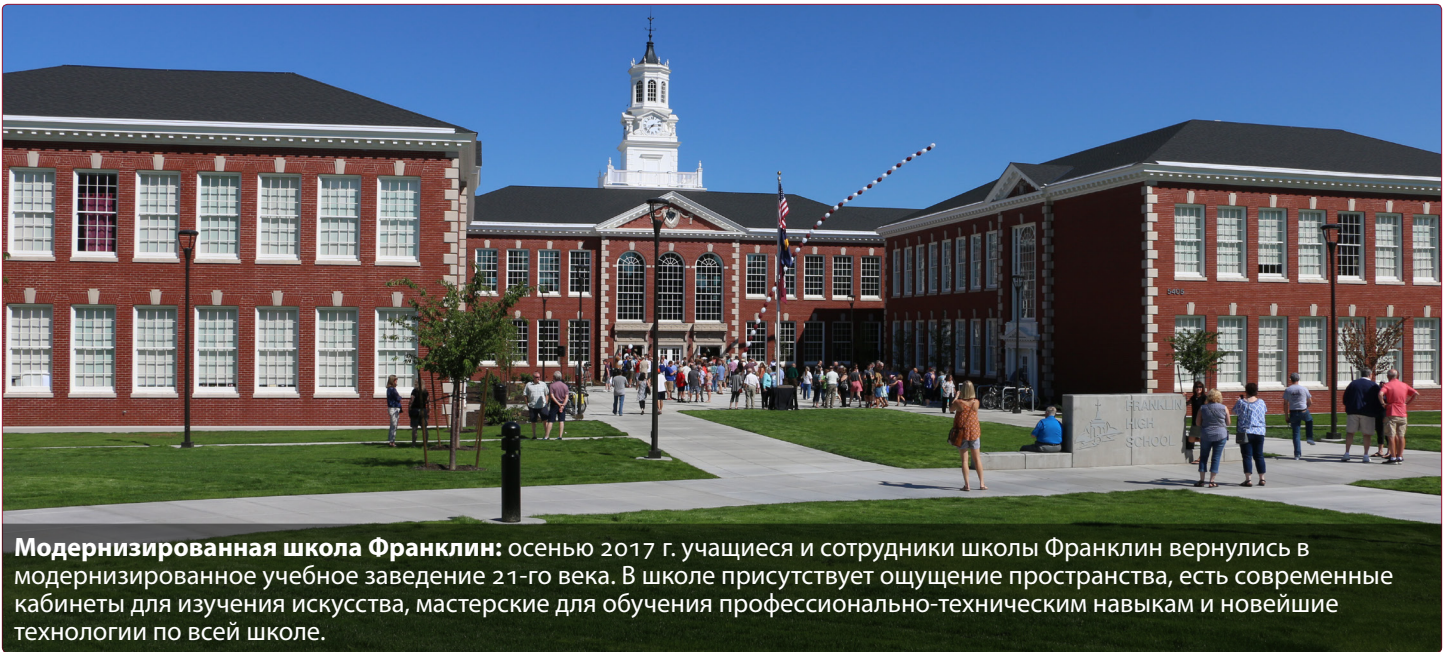 5405
FRANKLIN
HIGH
SCHOOL
Модернизированная школа Франклин: осенью 2017 г. учащиеся и сотрудники школы Франклин вернулись в
модернизированное учебное заведение 21-го века. В школе присутствует ощущение пространства, есть современные
кабинеты для изучения искусства, мастерские для обучения профессионально-техническим навыкам и новейшие
технологии по всей школе.